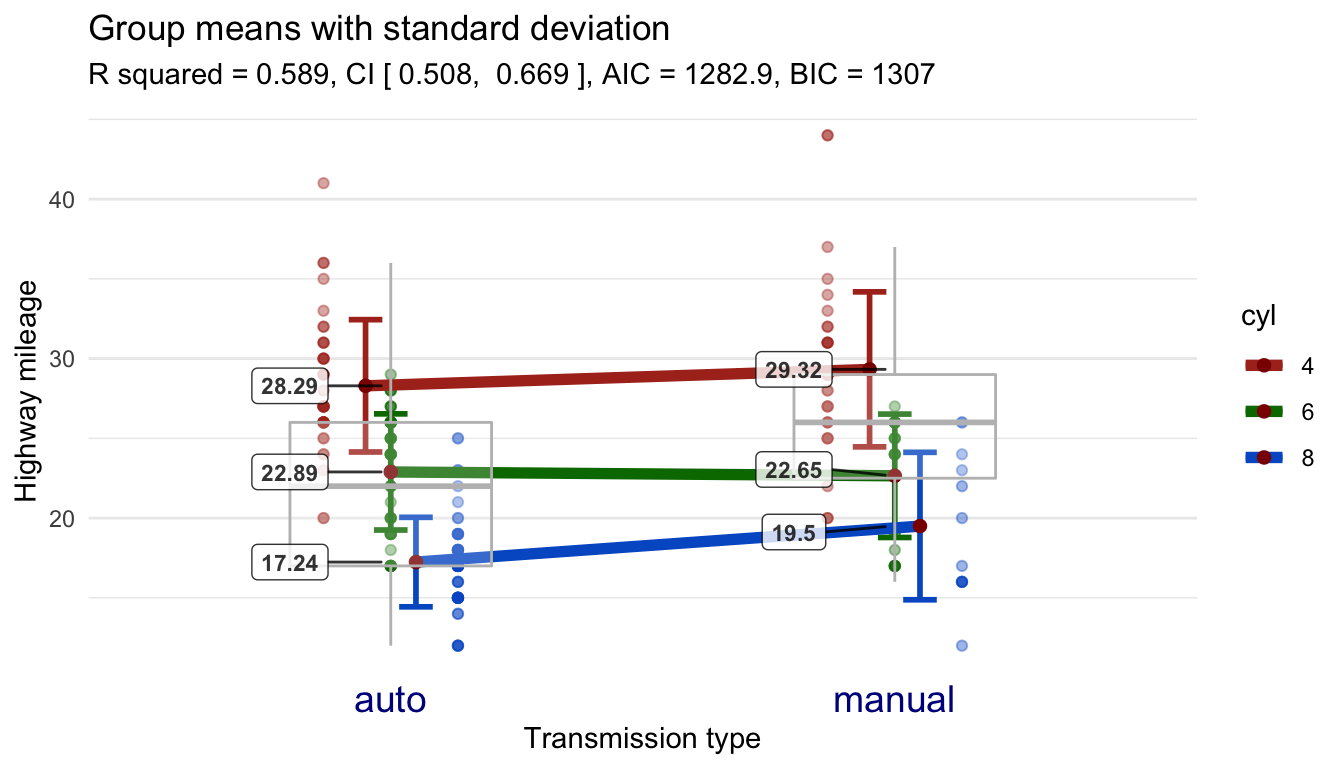 Group means with standard deviation
R squared = 0.589, CI [ 0.508,  0.669 ], AIC = 1282.9, BIC = 1307
Highway mileage
40
30
20
28.29
22.89
17.24
29.32
22.65
19.5
cyl
4
6
8
auto
manual
Transmission type